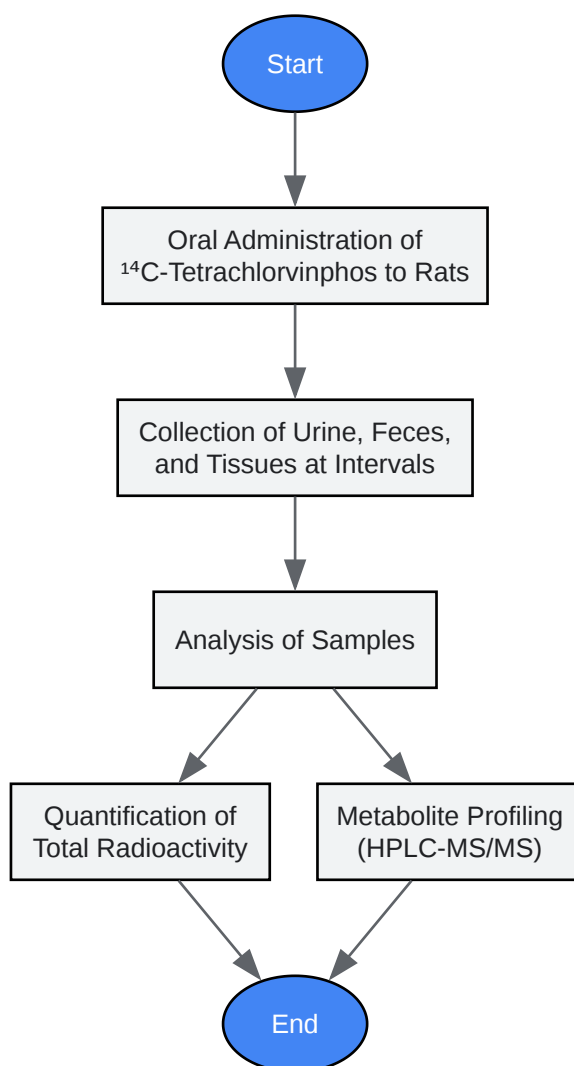 Start
Oral Administration of
¹⁴C-Tetrachlorvinphos to Rats
Collection of Urine, Feces,
and Tissues at Intervals
Analysis of Samples
Quantification of
Total Radioactivity
Metabolite Profiling
(HPLC-MS/MS)
End